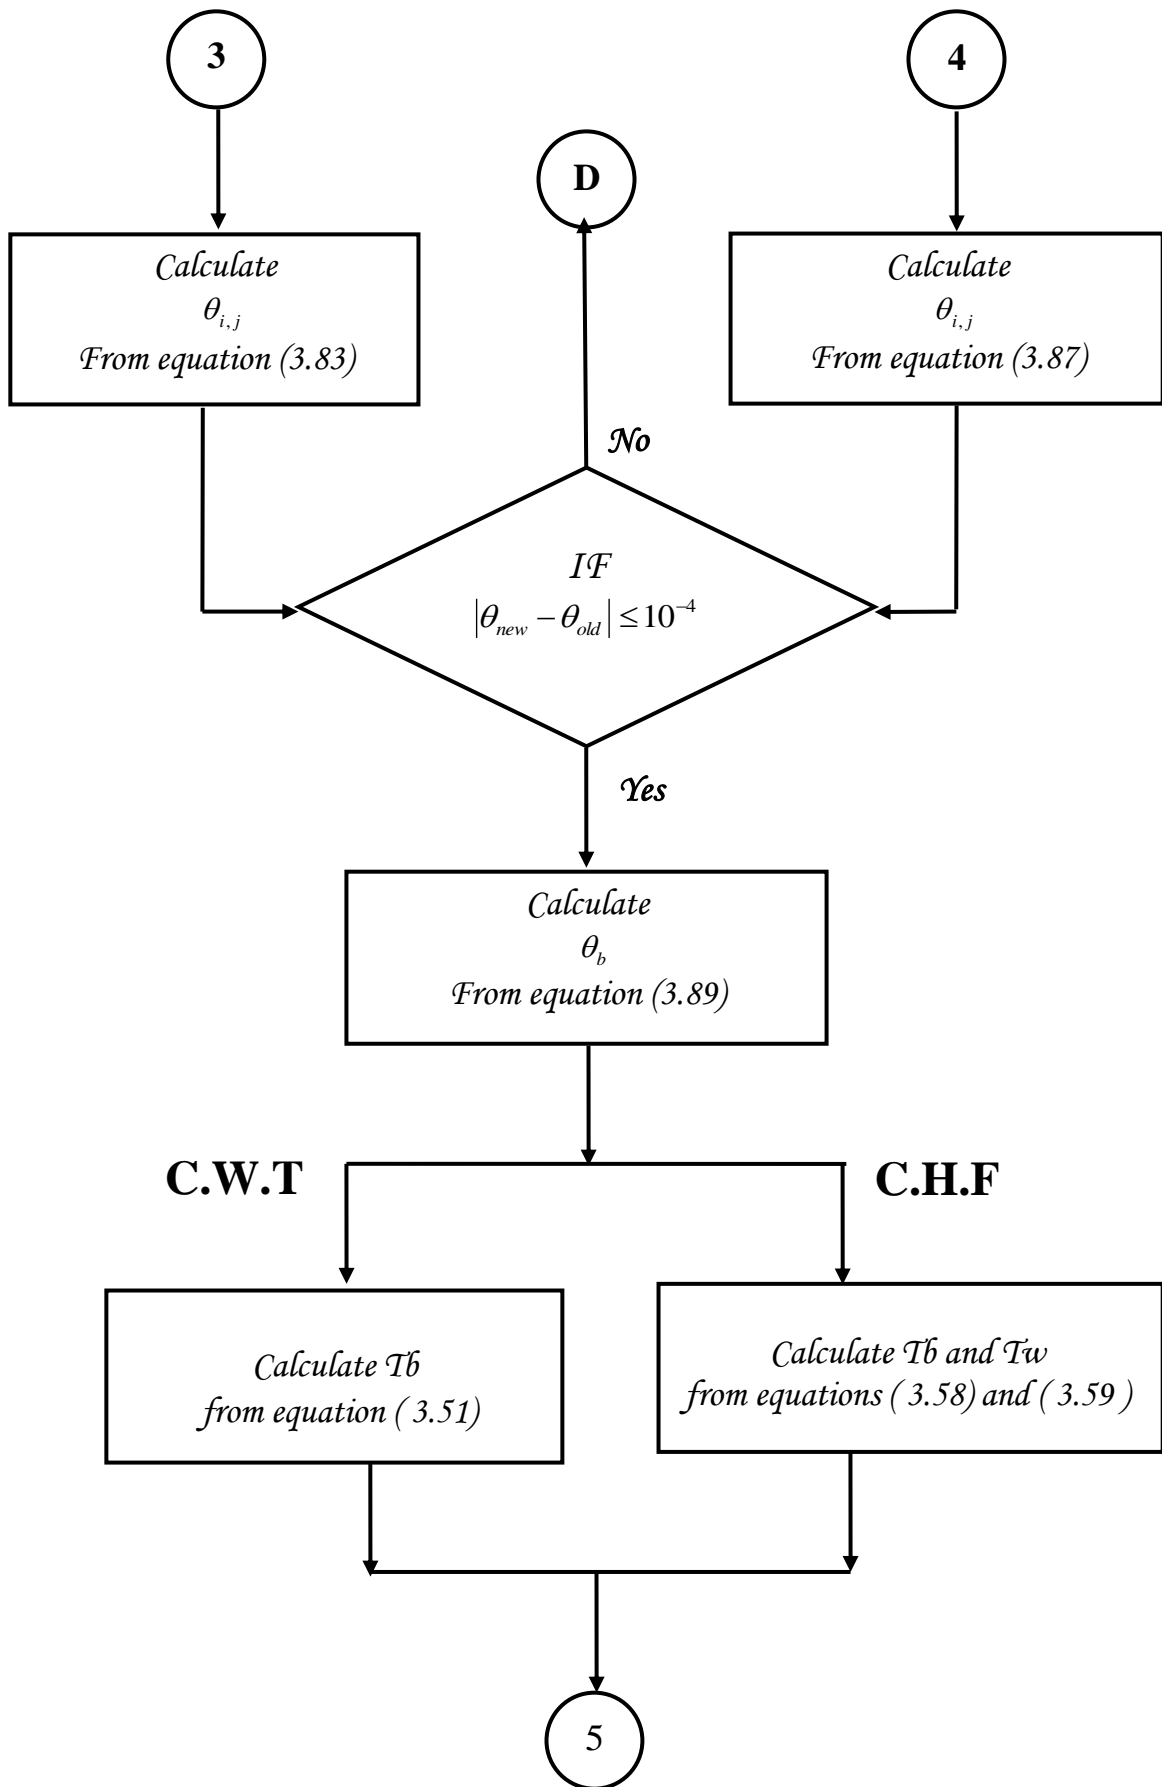 3
4
D
Calculate
θi,j
From equation (3.83)
Calculate
θi,j
From equation (3.87)
No
IF
|θnew − θold| ≤ 10⁻⁴
Yes
Calculate
θb
From equation (3.89)
C.W.T
C.H.F
Calculate Tb
from equation ( 3.51)
Calculate Tb and Tw
from equations ( 3.58) and ( 3.59 )
5